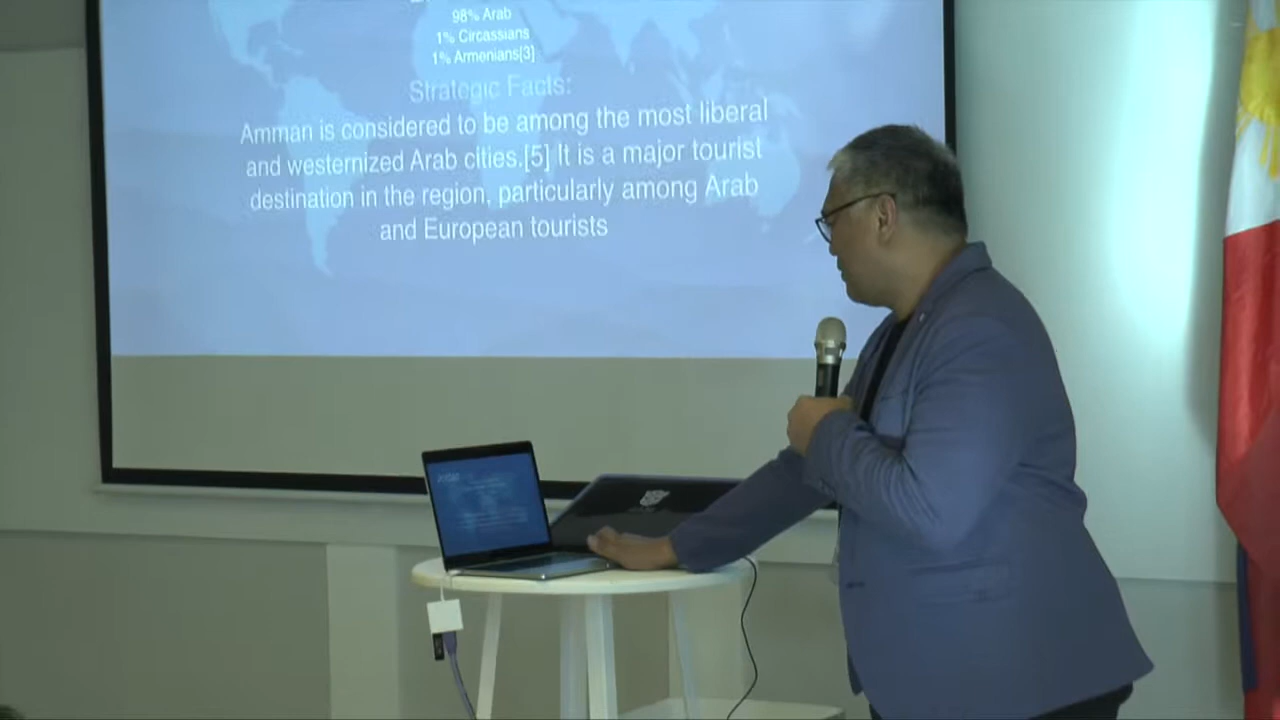 98% Arab
1% Circassians
1% Armenians[3]
Strategic Facts:
Amman is considered to be among the most liberal
and westernized Arab cities.[5] It is a major tourist
destination in the region, particularly among Arab
and European tourists